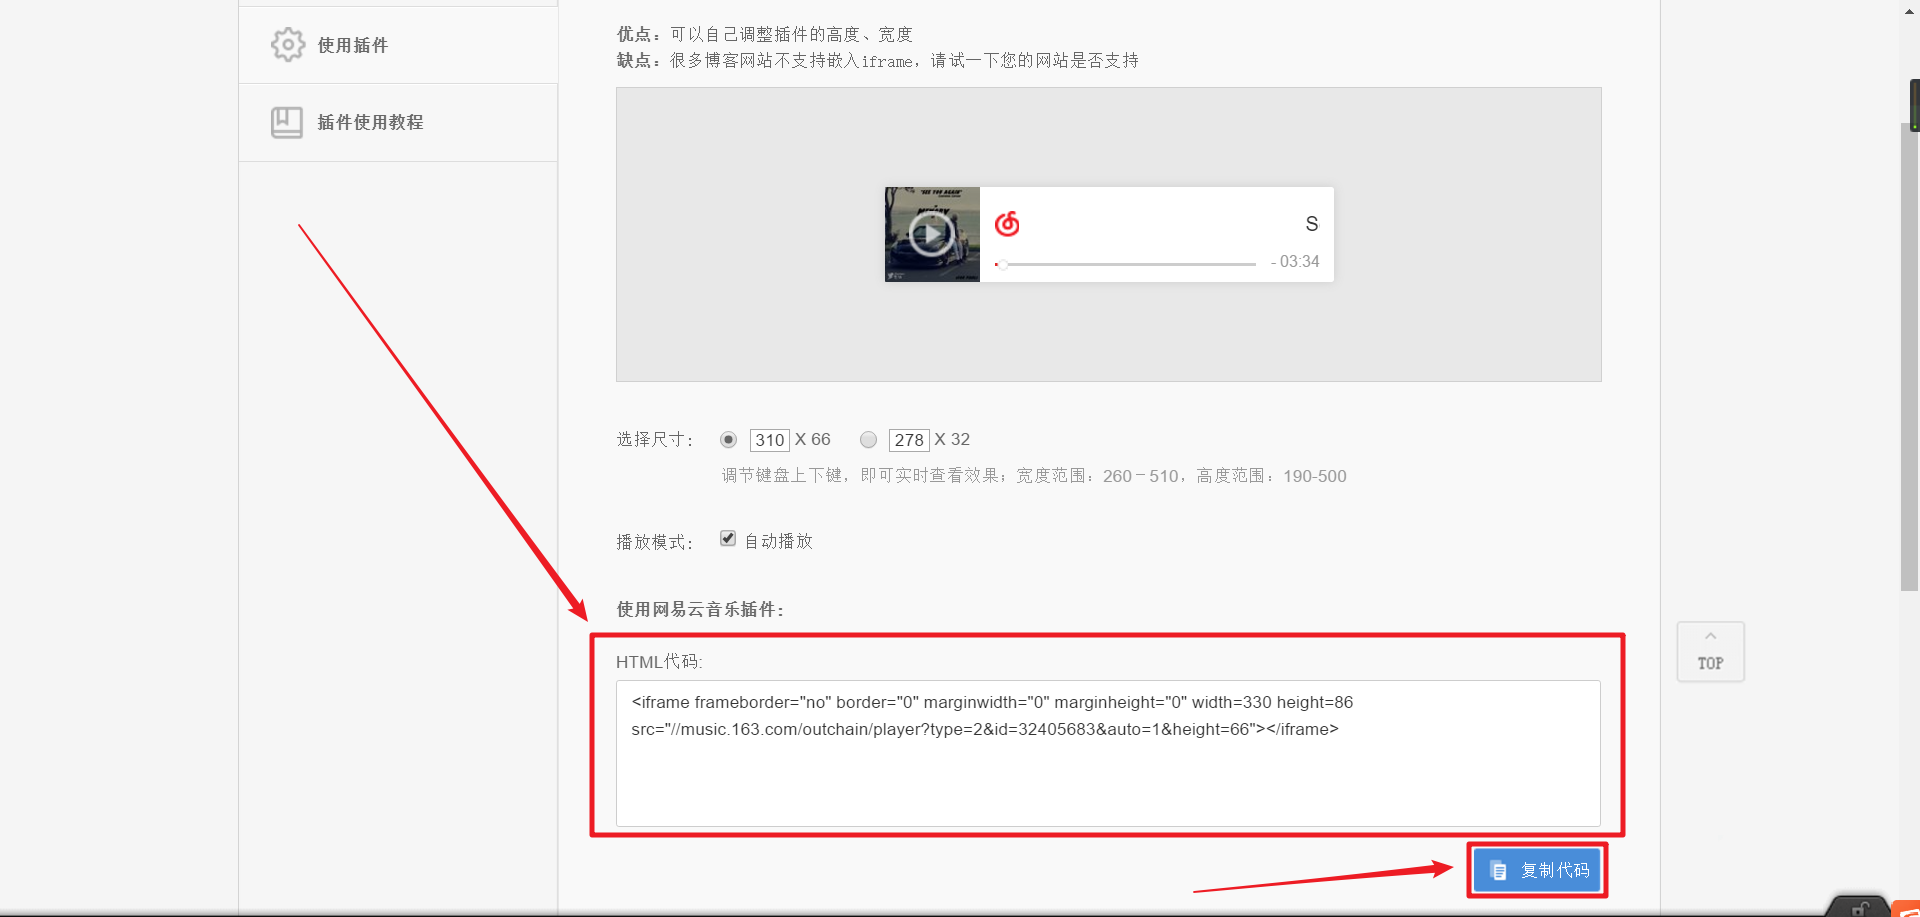 使用插件
插件使用教程
优点：可以自己调整插件的高度、宽度
缺点：很多博客网站不支持嵌入iframe，请试一下您的网站是否支持
"SEE YOU AGAIN"
S
- 03:34
选择尺寸： 310 X 66 278 X 32
调节键盘上下键，即可实时查看效果；宽度范围：260－510，高度范围：190-500
播放模式： 自动播放
使用网易云音乐插件：
HTML代码:
<iframe frameborder="no" border="0" marginwidth="0" marginheight="0" width=330 height=86
src="//music.163.com/outchain/player?type=2&id=32405683&auto=1&height=66"></iframe>
TOP
复制代码